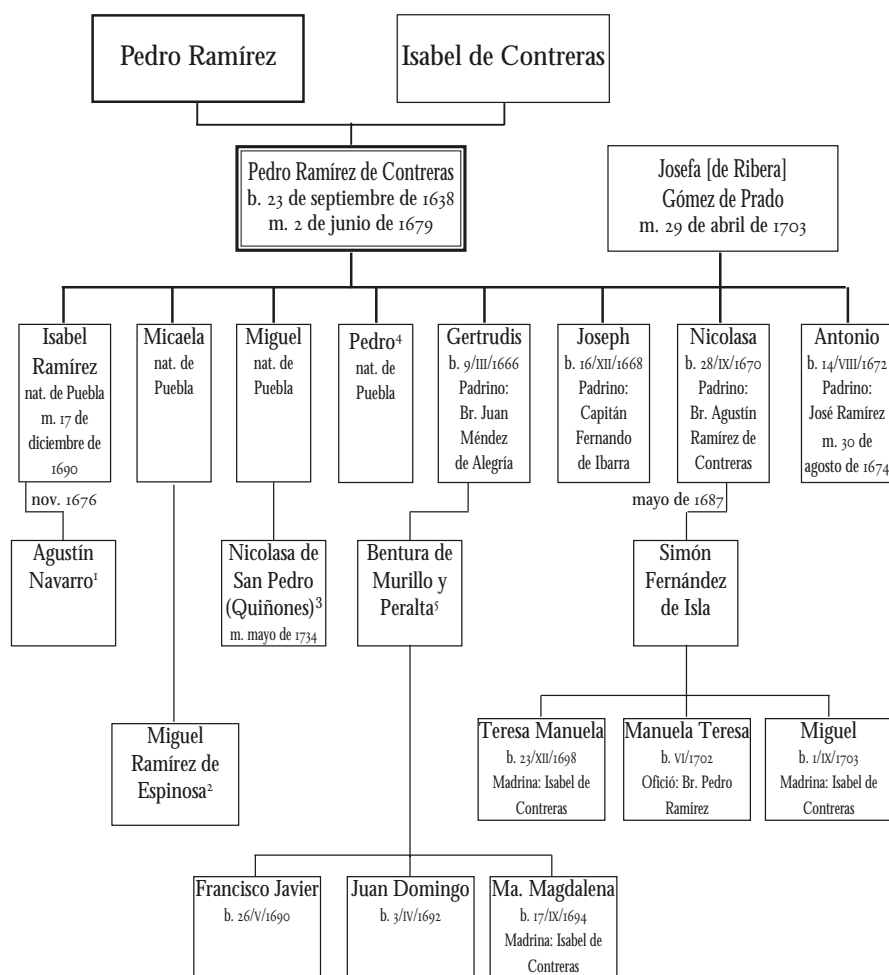 Pedro Ramírez
Isabel de Contreras
Pedro Ramírez de Contreras
b. 23 de septiembre de 1638
m. 2 de junio de 1679
Josefa [de Ribera]
Gómez de Prado
m. 29 de abril de 1703
Isabel
Ramírez
nat. de Puebla
m. 17 de
diciembre de
1690
Micaela
nat. de
Puebla
Miguel
nat. de
Puebla
Pedro⁴
nat. de
Puebla
Gertrudis
b. 9/III/1666
Padrino:
Br. Juan
Méndez
de Alegría
Joseph
b. 16/XII/1668
Padrino:
Capitán
Fernando
de Ibarra
Nicolasa
b. 28/IX/1670
Padrino:
Br. Agustín
Ramírez de
Contreras
Antonio
b. 14/VIII/1672
Padrino:
José Ramírez
m. 30 de
agosto de 1674
nov. 1676
mayo de 1687
Agustín
Navarro¹
Nicolasa de
San Pedro
(Quiñones)³
m. mayo de 1734
Bentura de
Murillo y
Peralta⁵
Simón
Fernández
de Isla
Miguel
Ramírez de
Espinosa²
Teresa Manuela
b. 23/XII/1698
Madrina: Isabel de
Contreras
Manuela Teresa
b. VI/1702
Ofició: Br. Pedro
Ramírez
Miguel
b. 1/IX/1703
Madrina: Isabel de
Contreras
Francisco Javier
b. 26/V/1690
Juan Domingo
b. 3/IV/1692
Ma. Magdalena
b. 17/IX/1694
Madrina: Isabel de
Contreras